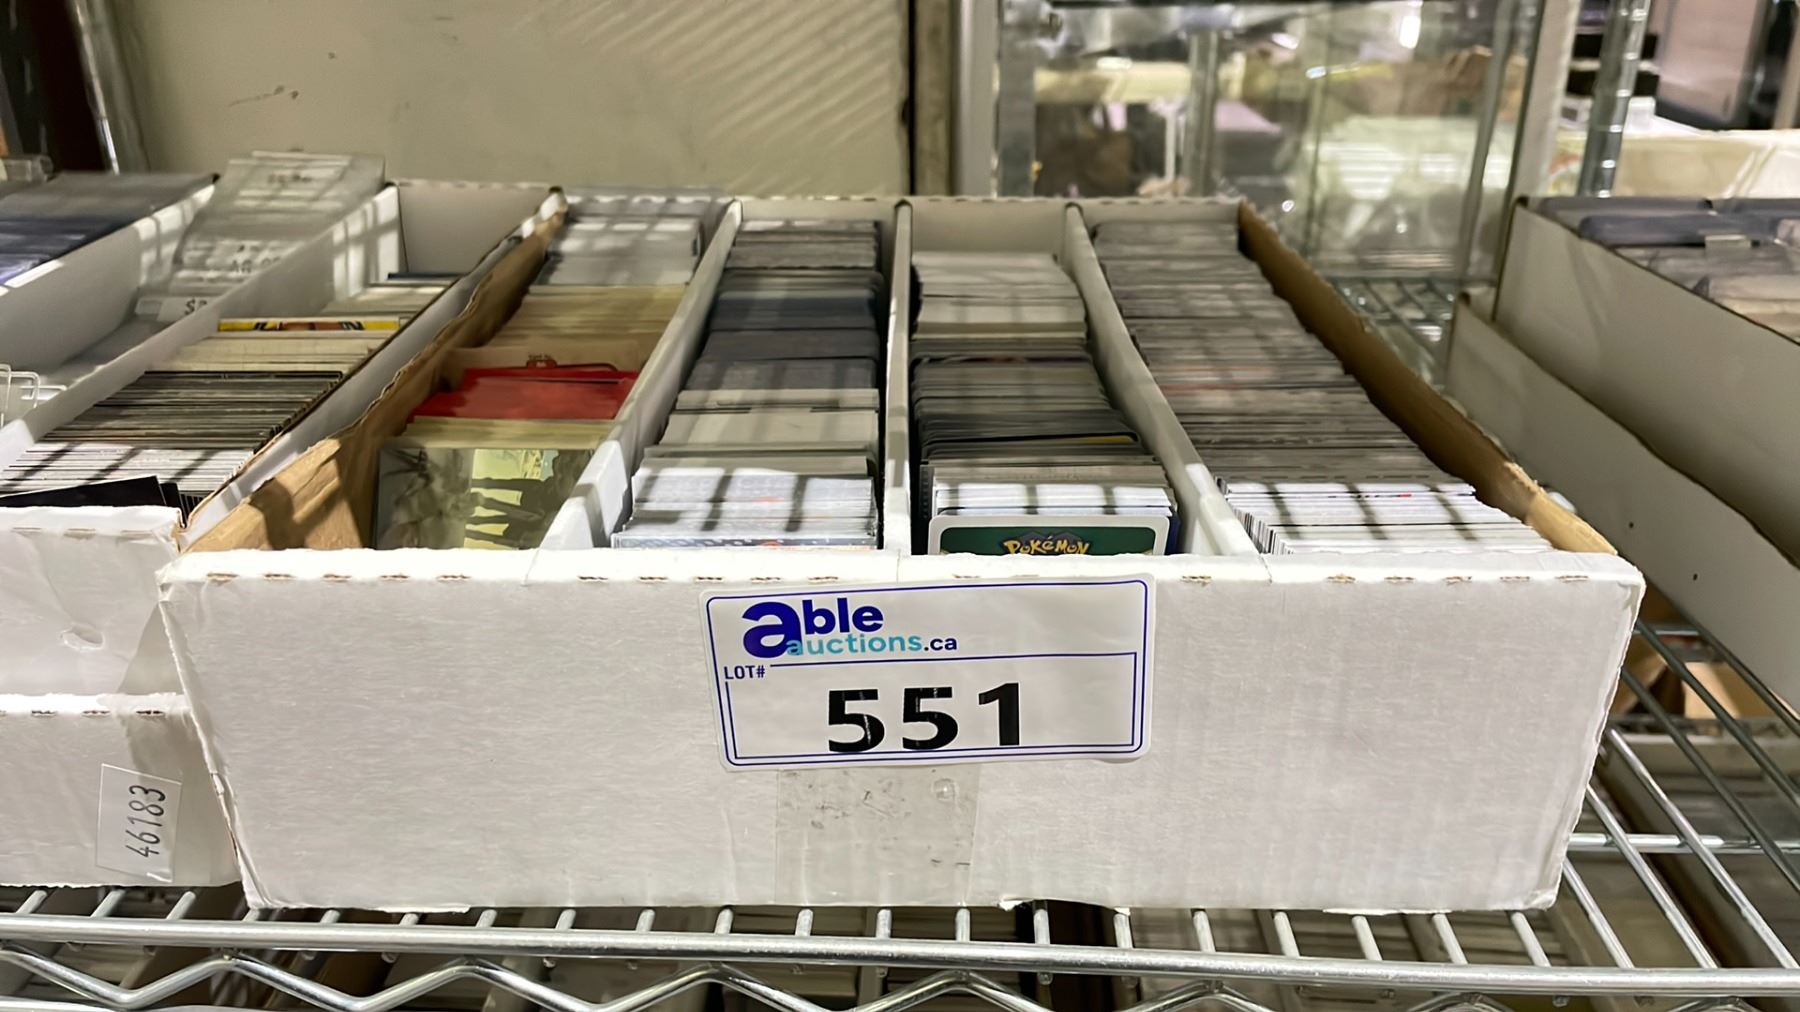 POKÉMON
able
auctions.ca
LOT#
551
46183